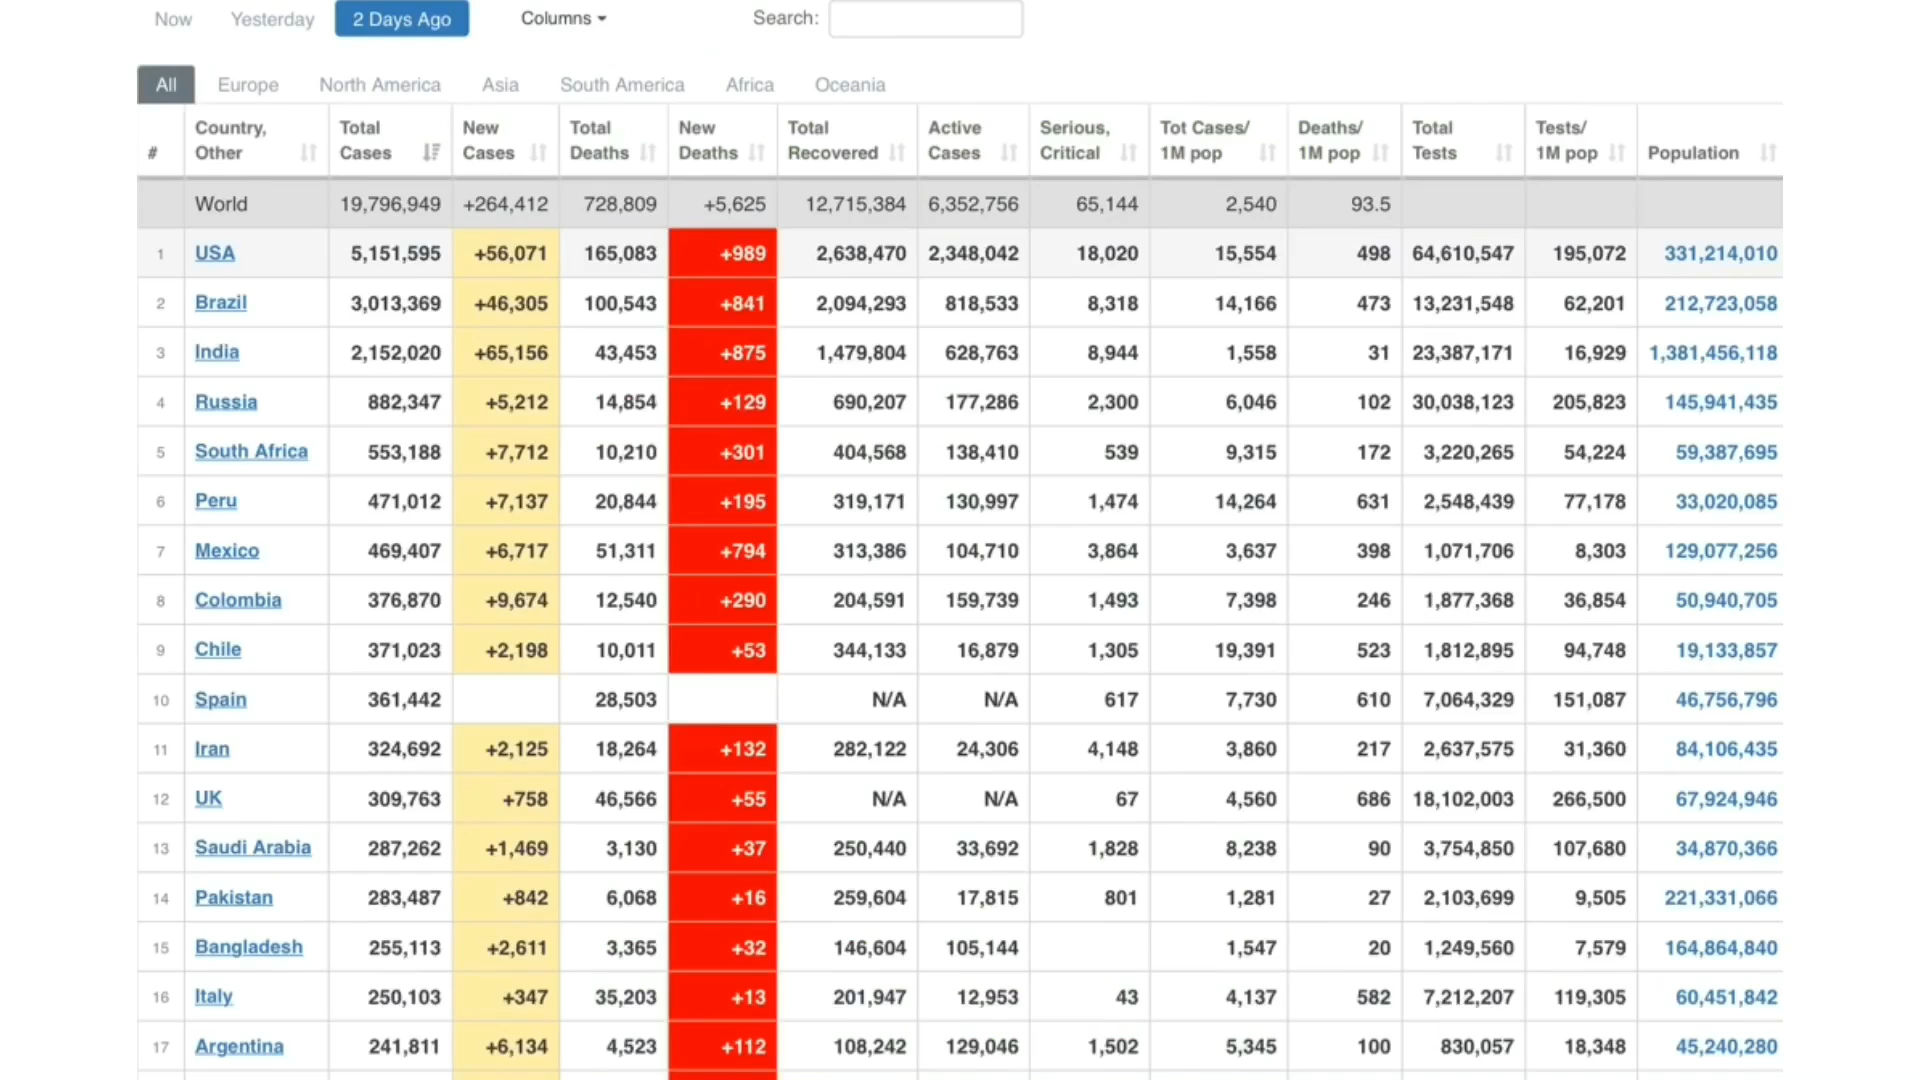 Now Yesterday 2 Days Ago Columns Search:
All Europe North America Asia South America Africa Oceania
# Country, Other Total Cases New Cases Total Deaths New Deaths Total Recovered Active Cases Serious, Critical Tot Cases/ 1M pop Deaths/ 1M pop Total Tests Tests/ 1M pop Population
World 19,796,949 +264,412 728,809 +5,625 12,715,384 6,352,756 65,144 2,540 93.5
1 USA 5,151,595 +56,071 165,083 +989 2,638,470 2,348,042 18,020 15,554 498 64,610,547 195,072 331,214,010
2 Brazil 3,013,369 +46,305 100,543 +841 2,094,293 818,533 8,318 14,166 473 13,231,548 62,201 212,723,058
3 India 2,152,020 +65,156 43,453 +875 1,479,804 628,763 8,944 1,558 31 23,387,171 16,929 1,381,456,118
4 Russia 882,347 +5,212 14,854 +129 690,207 177,286 2,300 6,046 102 30,038,123 205,823 145,941,435
5 South Africa 553,188 +7,712 10,210 +301 404,568 138,410 539 9,315 172 3,220,265 54,224 59,387,695
6 Peru 471,012 +7,137 20,844 +195 319,171 130,997 1,474 14,264 631 2,548,439 77,178 33,020,085
7 Mexico 469,407 +6,717 51,311 +794 313,386 104,710 3,864 3,637 398 1,071,706 8,303 129,077,256
8 Colombia 376,870 +9,674 12,540 +290 204,591 159,739 1,493 7,398 246 1,877,368 36,854 50,940,705
9 Chile 371,023 +2,198 10,011 +53 344,133 16,879 1,305 19,391 523 1,812,895 94,748 19,133,857
10 Spain 361,442 28,503 N/A N/A 617 7,730 610 7,064,329 151,087 46,756,796
11 Iran 324,692 +2,125 18,264 +132 282,122 24,306 4,148 3,860 217 2,637,575 31,360 84,106,435
12 UK 309,763 +758 46,566 +55 N/A N/A 67 4,560 686 18,102,003 266,500 67,924,946
13 Saudi Arabia 287,262 +1,469 3,130 +37 250,440 33,692 1,828 8,238 90 3,754,850 107,680 34,870,366
14 Pakistan 283,487 +842 6,068 +16 259,604 17,815 801 1,281 27 2,103,699 9,505 221,331,066
15 Bangladesh 255,113 +2,611 3,365 +32 146,604 105,144 1,547 20 1,249,560 7,579 164,864,840
16 Italy 250,103 +347 35,203 +13 201,947 12,953 43 4,137 582 7,212,207 119,305 60,451,842
17 Argentina 241,811 +6,134 4,523 +112 108,242 129,046 1,502 5,345 100 830,057 18,348 45,240,280